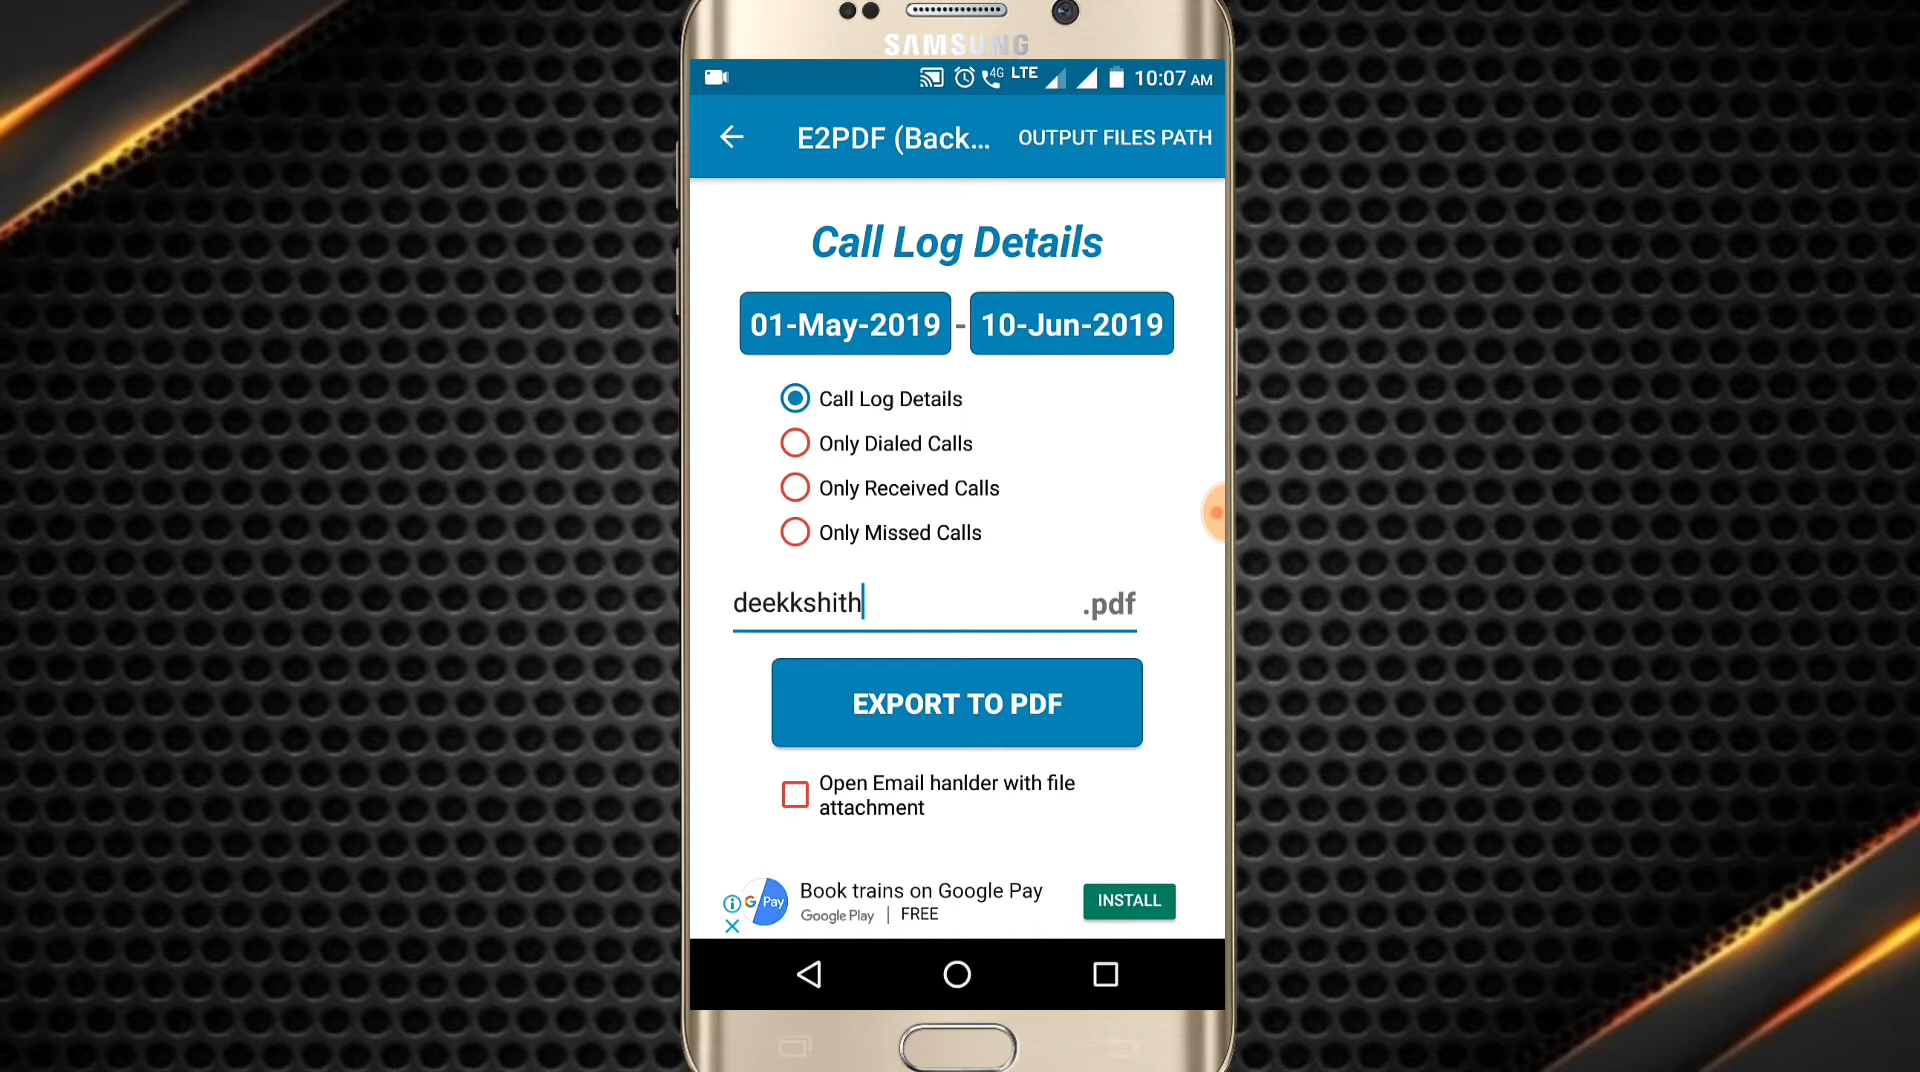 SAMSUNG
4G LTE 10:07 AM
E2PDF (Back... OUTPUT FILES PATH
Call Log Details
01-May-2019 - 10-Jun-2019
Call Log Details
Only Dialed Calls
Only Received Calls
Only Missed Calls
deekkshith .pdf
EXPORT TO PDF
Open Email hanlder with file
attachment
G Pay Book trains on Google Pay INSTALL
Google Play | FREE